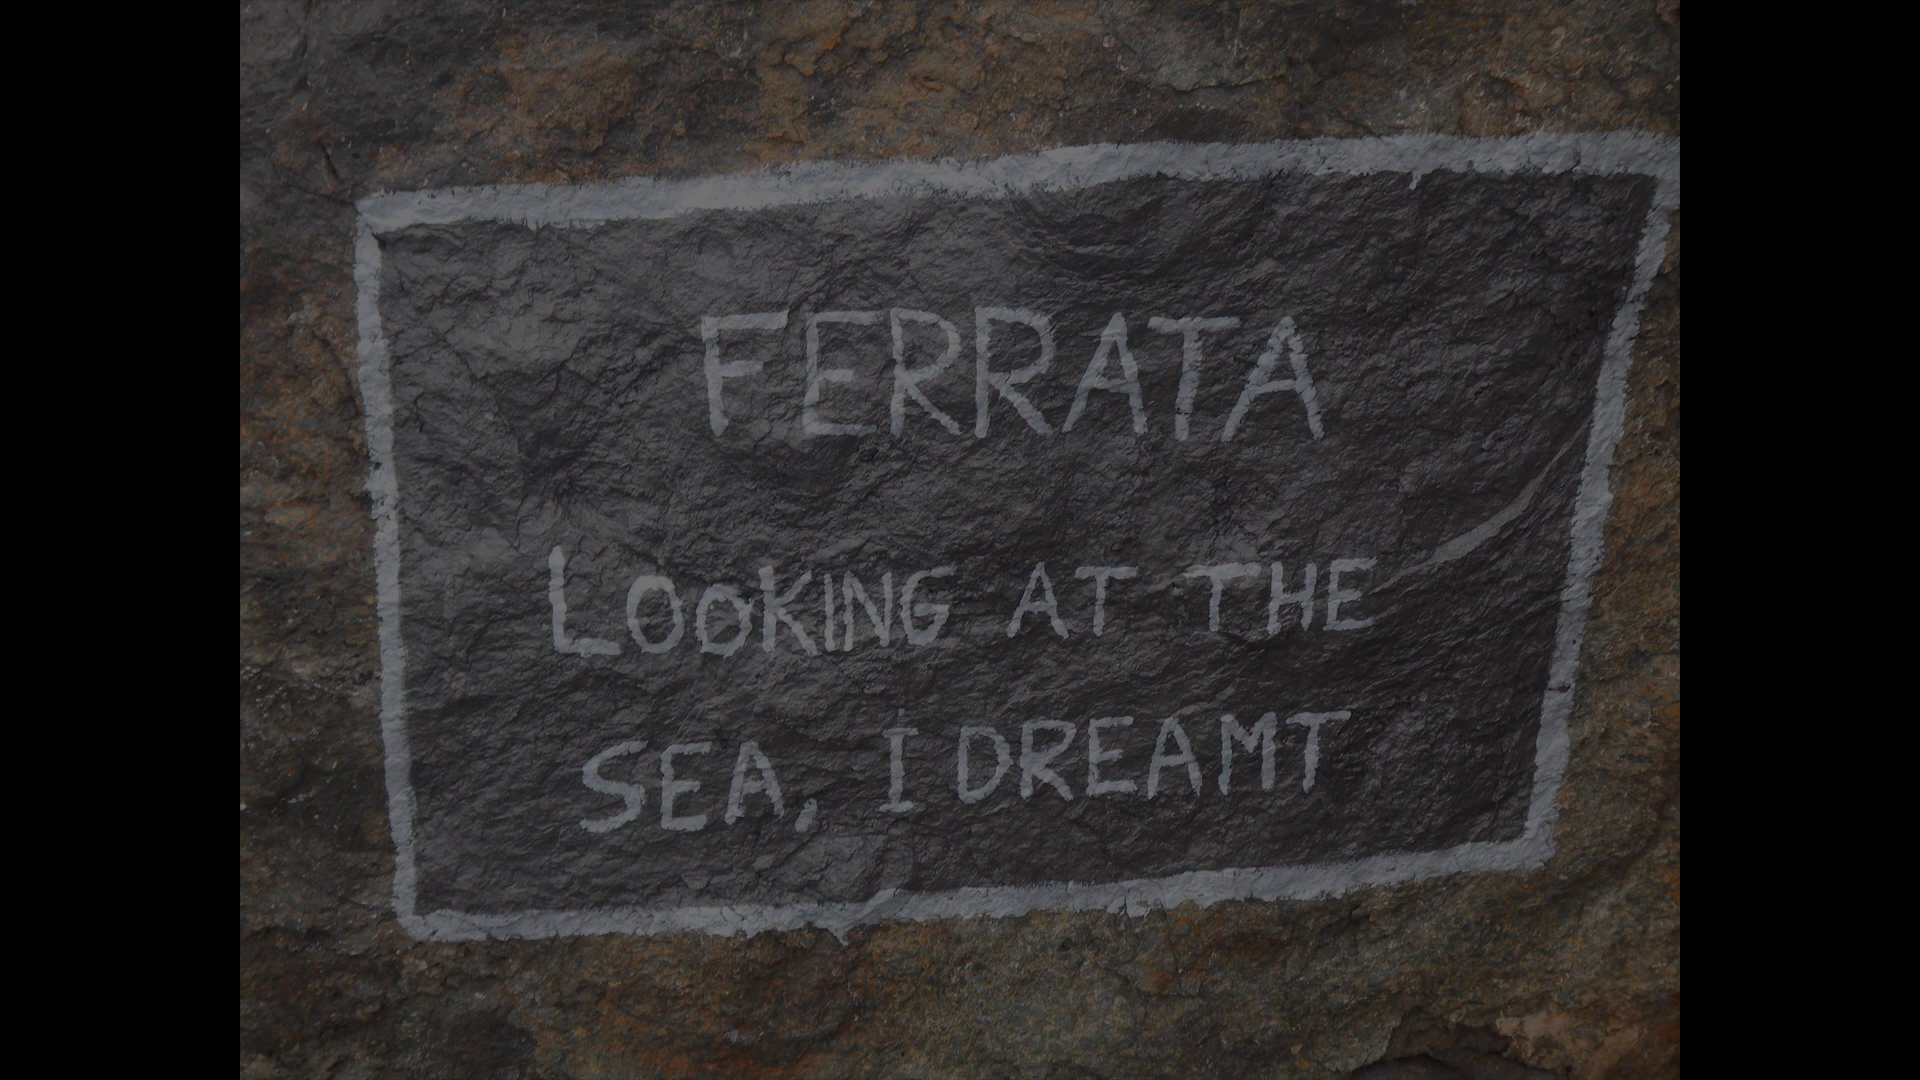 FERRATA
LOOKING AT THE
SEA, I DREAMT